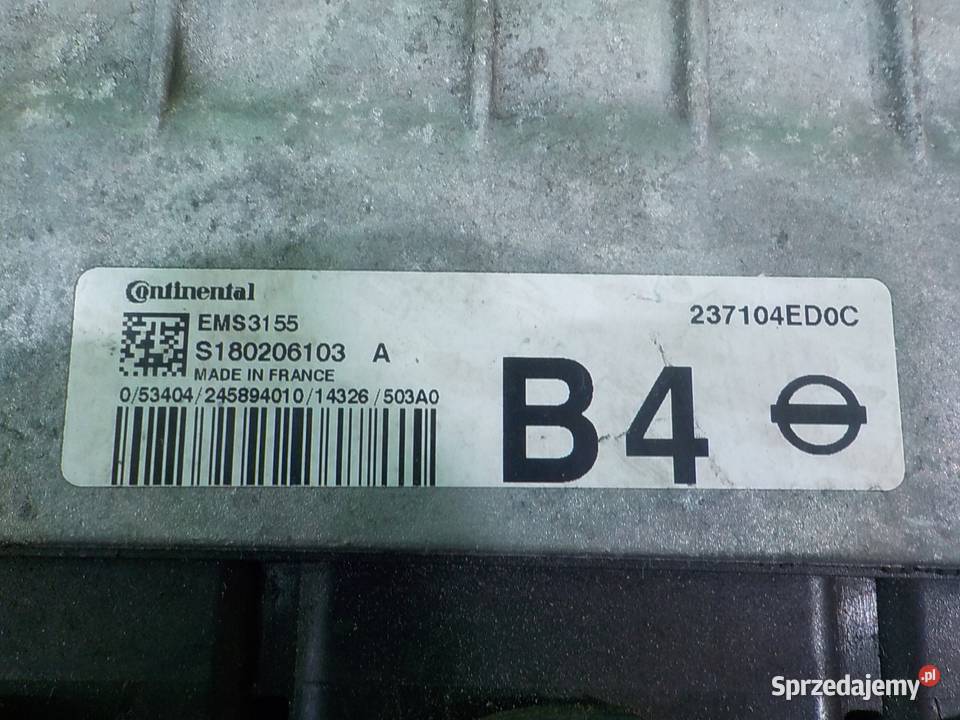 Continental
EMS3155
237104ED0C
S180206103 A
MADE IN FRANCE
0/53404/245894010/14326/503A0
B4
Sprzedajemy.pl